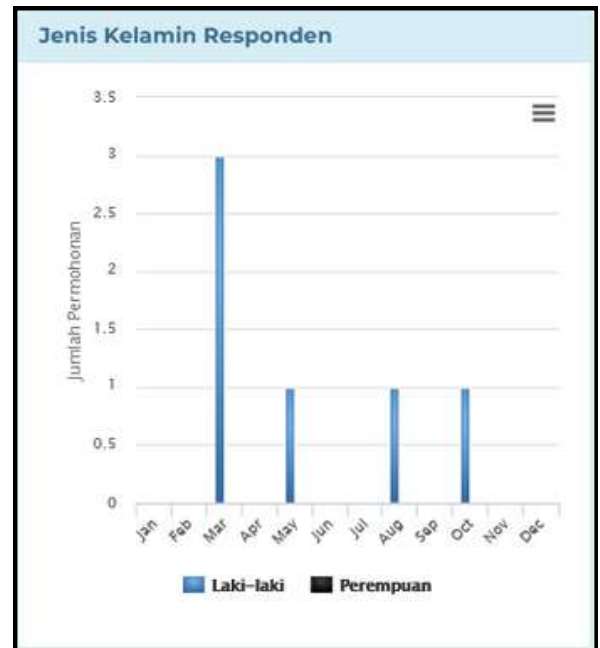 Jenis Kelamin Responden
3.5
3
2.5
2
1.5
1
0.5
0
Jumlah Permohonan
Jan Feb Mar Apr May Jun Jul Aug Sep Oct Nov Dec
Laki-laki Perempuan